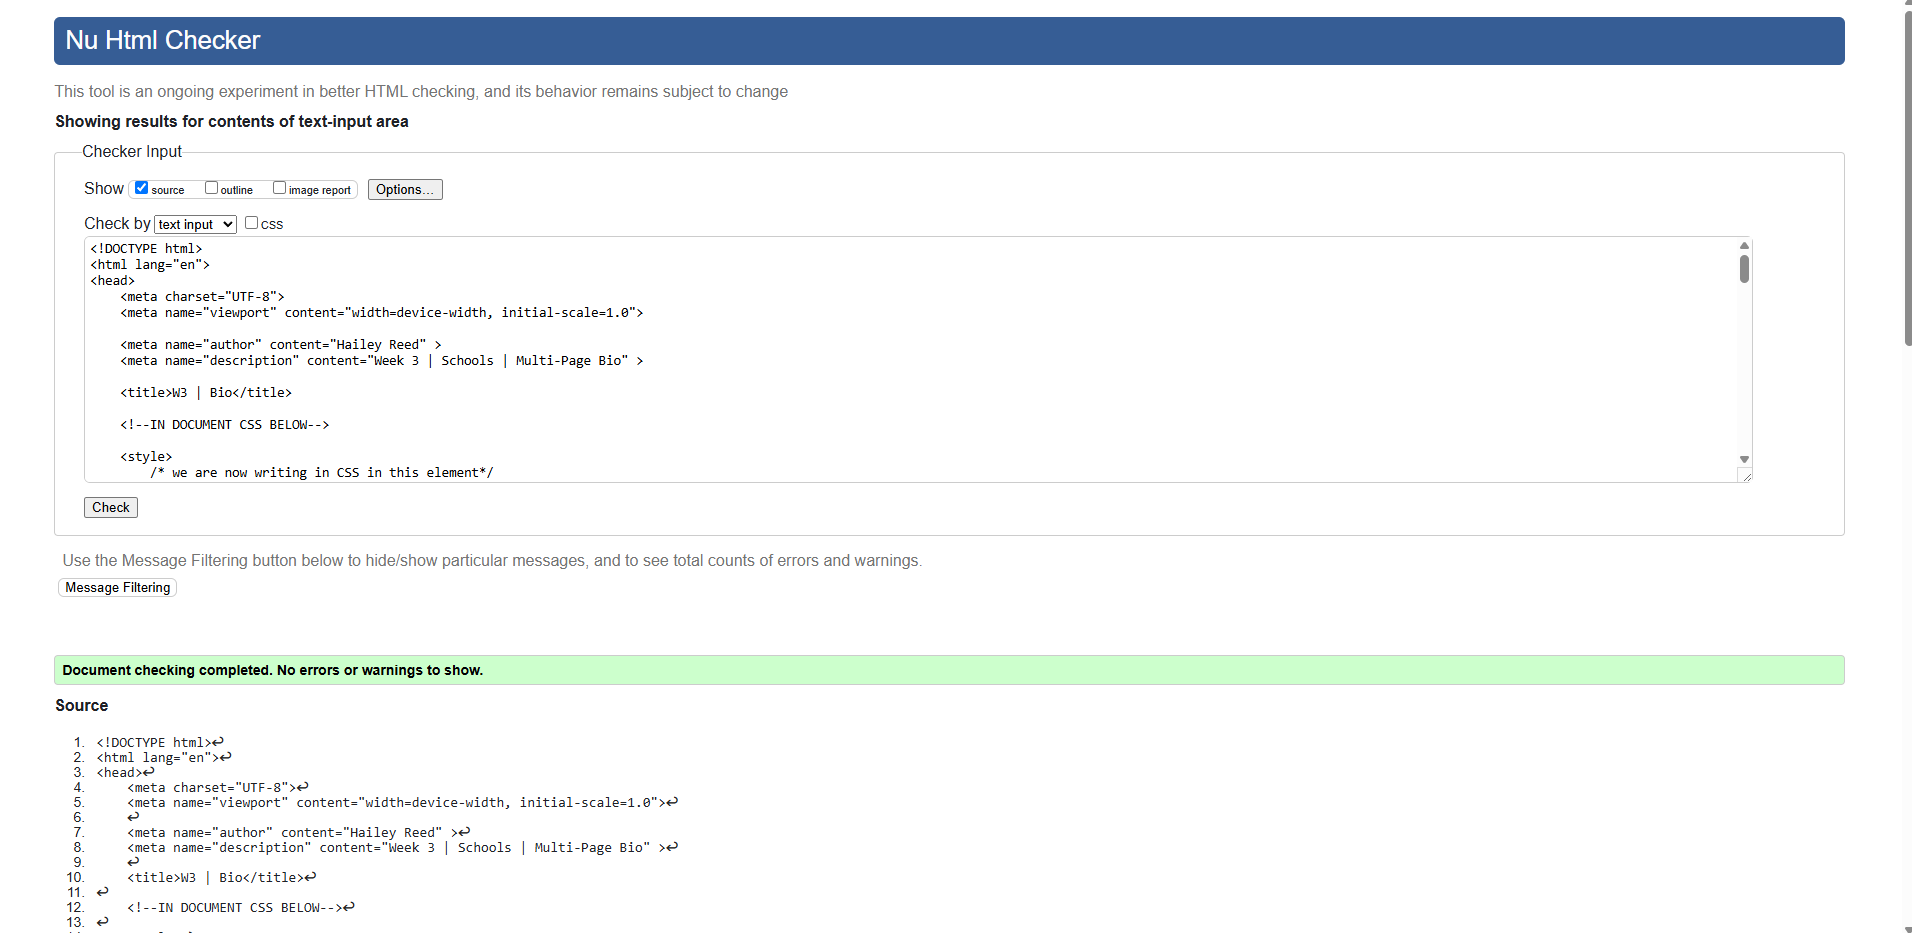 Nu Html Checker
This tool is an ongoing experiment in better HTML checking, and its behavior remains subject to change
Showing results for contents of text-input area
Checker Input
Show source outline image report Options...
Check by text input css
<!DOCTYPE html>
<html lang="en">
<head>
    <meta charset="UTF-8">
    <meta name="viewport" content="width=device-width, initial-scale=1.0">
    <meta name="author" content="Hailey Reed" >
    <meta name="description" content="Week 3 | Schools | Multi-Page Bio" >
    <title>W3 | Bio</title>
    <!--IN DOCUMENT CSS BELOW-->
    <style>
        /* we are now writing in CSS in this element*/
Check
Use the Message Filtering button below to hide/show particular messages, and to see total counts of errors and warnings.
Message Filtering
Document checking completed. No errors or warnings to show.
Source
1. <!DOCTYPE html>↩
2. <html lang="en">↩
3. <head>↩
4.     <meta charset="UTF-8">↩
5.     <meta name="viewport" content="width=device-width, initial-scale=1.0">↩
6.     ↩
7.     <meta name="author" content="Hailey Reed" >↩
8.     <meta name="description" content="Week 3 | Schools | Multi-Page Bio" >↩
9.     ↩
10.     <title>W3 | Bio</title>↩
11. ↩
12.     <!--IN DOCUMENT CSS BELOW-->↩
13. ↩